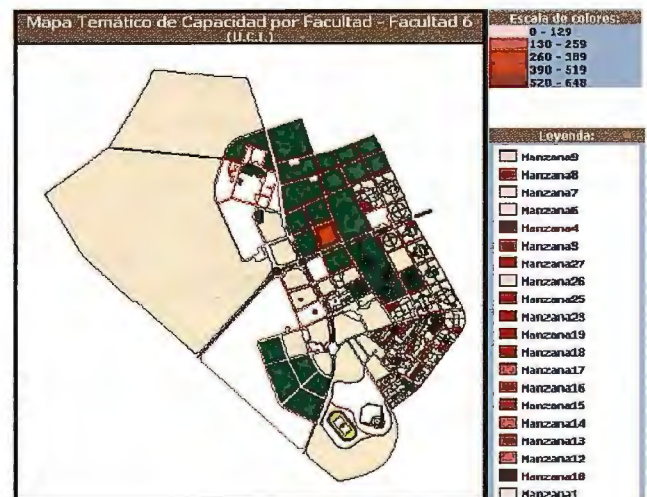 Mapa Temático de Capacidad por Facultad - Facultad 6
(U.C.I.)
Escala de colores:
0 - 129
130 - 259
260 - 389
390 - 519
520 - 648
Leyenda:
Manzana9
Manzana8
Manzana7
Manzana6
Manzana4
Manzana3
Manzana27
Manzana26
Manzana25
Manzana23
Manzana19
Manzana18
Manzana17
Manzana16
Manzana15
Manzana14
Manzana13
Manzana12
Manzana10
Manzana1